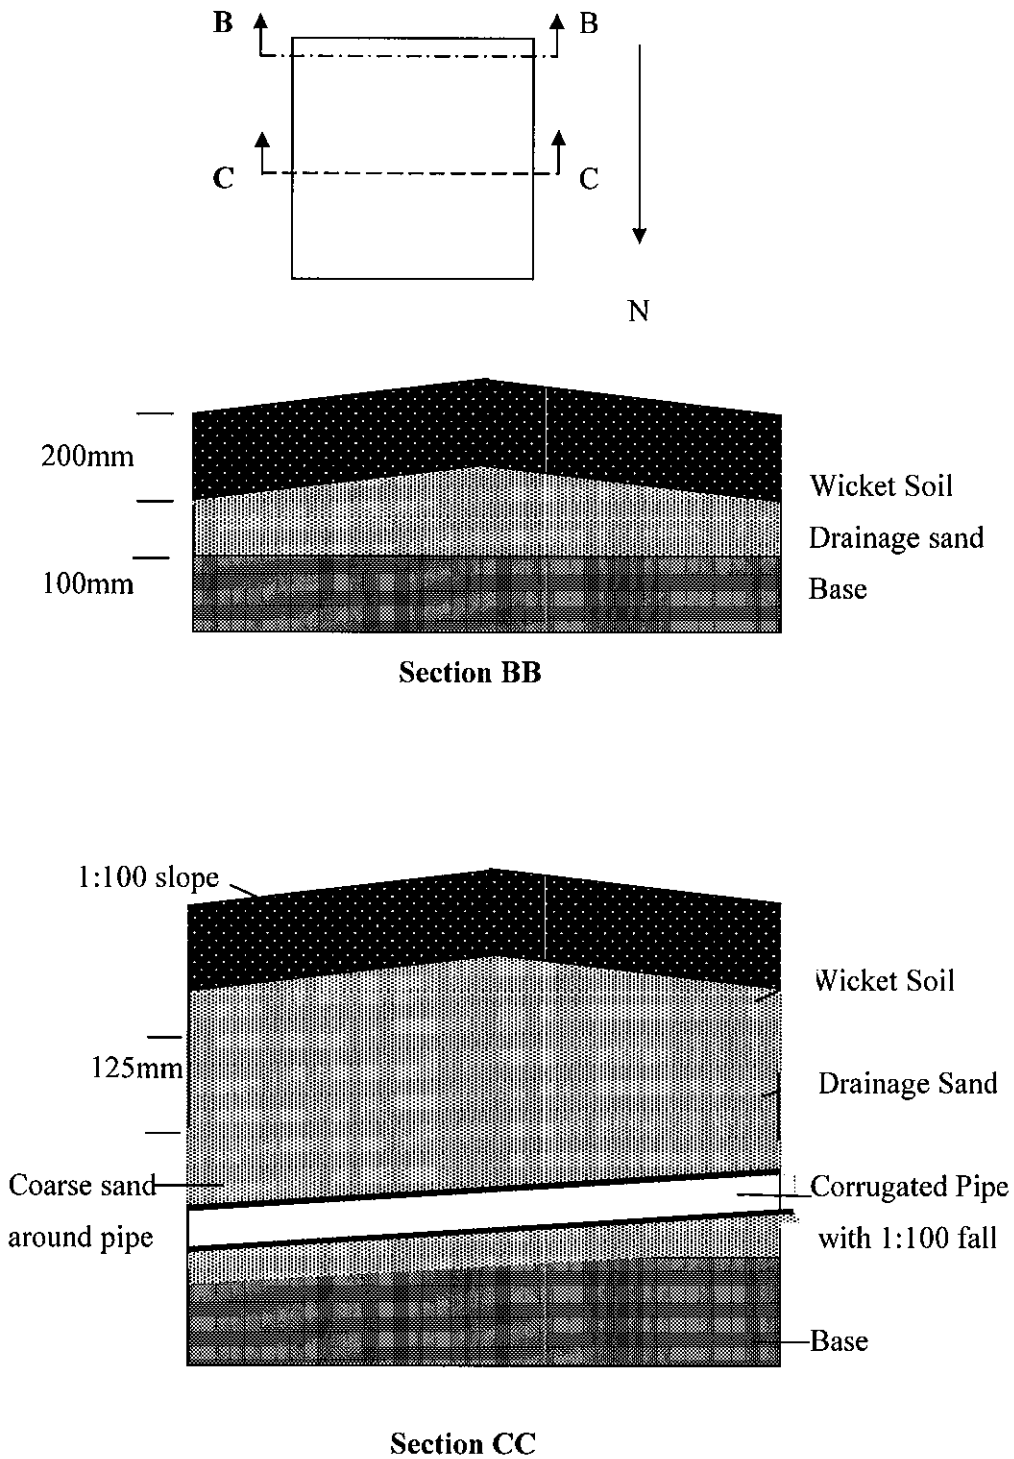 B B
C C
N
200mm
Wicket Soil
Drainage sand
100mm
Base
Section BB
1:100 slope
Wicket Soil
125mm
Drainage Sand
Coarse sand
around pipe
Corrugated Pipe
with 1:100 fall
Base
Section CC